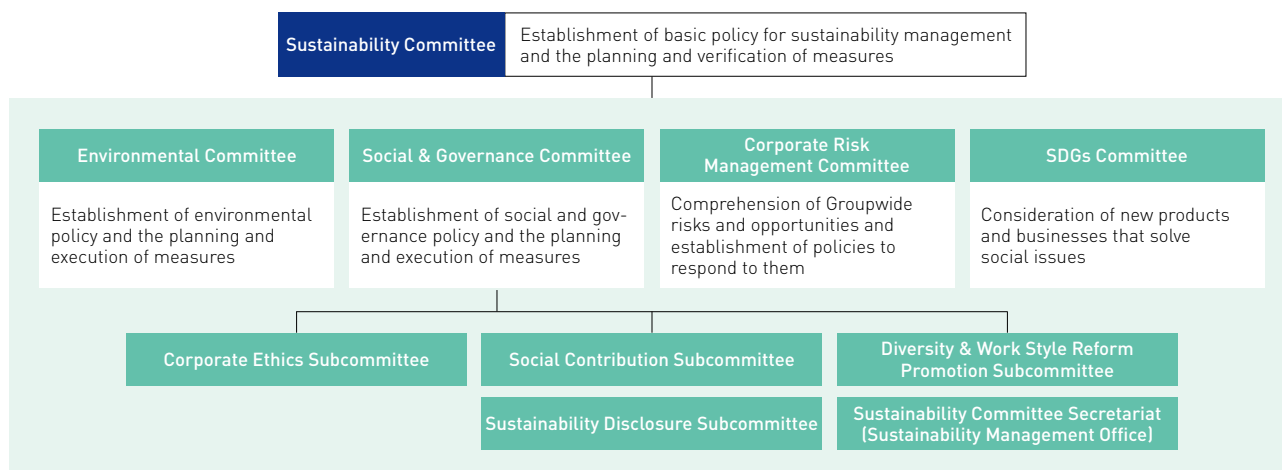 Sustainability Committee
Establishment of basic policy for sustainability management
and the planning and verification of measures
Environmental Committee
Establishment of environmental
policy and the planning and
execution of measures
Social & Governance Committee
Establishment of social and gov-
ernance policy and the planning
and execution of measures
Corporate Risk
Management Committee
Comprehension of Groupwide
risks and opportunities and
establishment of policies to
respond to them
SDGs Committee
Consideration of new products
and businesses that solve
social issues
Corporate Ethics Subcommittee
Social Contribution Subcommittee
Diversity & Work Style Reform
Promotion Subcommittee
Sustainability Disclosure Subcommittee
Sustainability Committee Secretariat
(Sustainability Management Office)